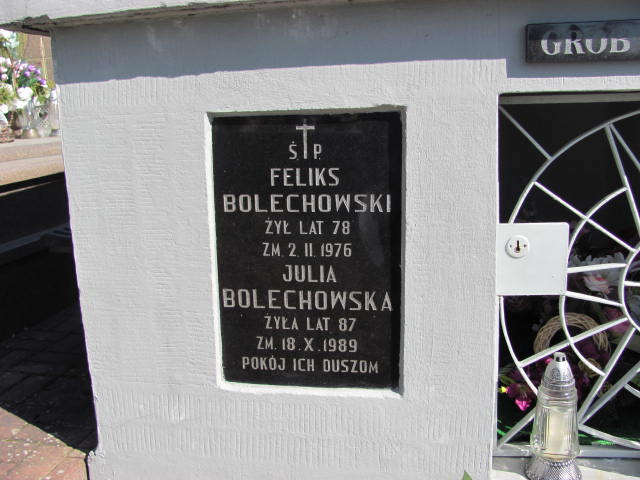 GRÓB
Ś.P.
FELIKS
BOLECHOWSKI
ŻYŁ LAT 78
ZM. 2.II.1976
JULIA
BOLECHOWSKA
ŻYŁA LAT 87
ZM. 18.X.1989
POKÓJ ICH DUSZOM